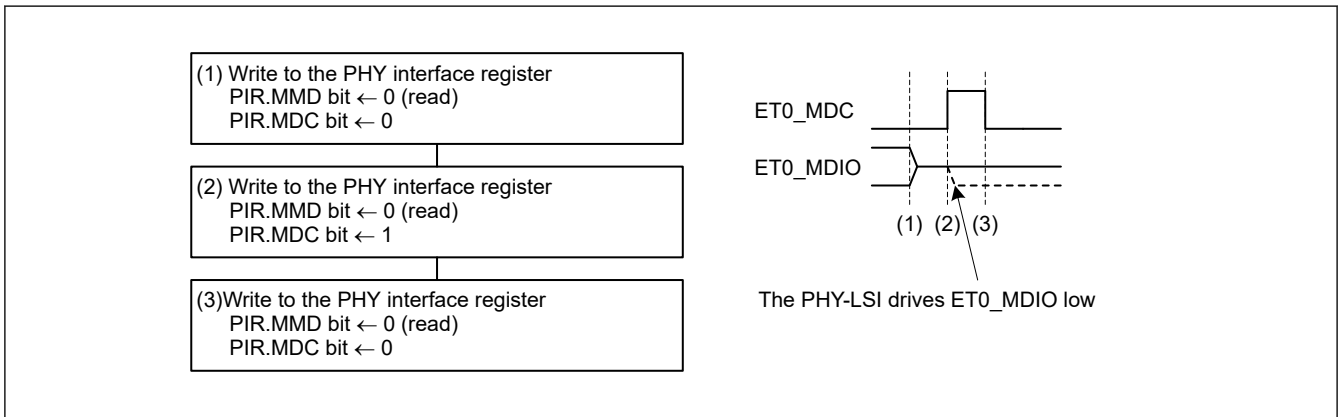 (1) Write to the PHY interface register
PIR.MMD bit ← 0 (read)
PIR.MDC bit ← 0
(2) Write to the PHY interface register
PIR.MMD bit ← 0 (read)
PIR.MDC bit ← 1
(3)Write to the PHY interface register
PIR.MMD bit ← 0 (read)
PIR.MDC bit ← 0
ET0_MDC
ET0_MDIO
(1) (2) (3)
The PHY-LSI drives ET0_MDIO low